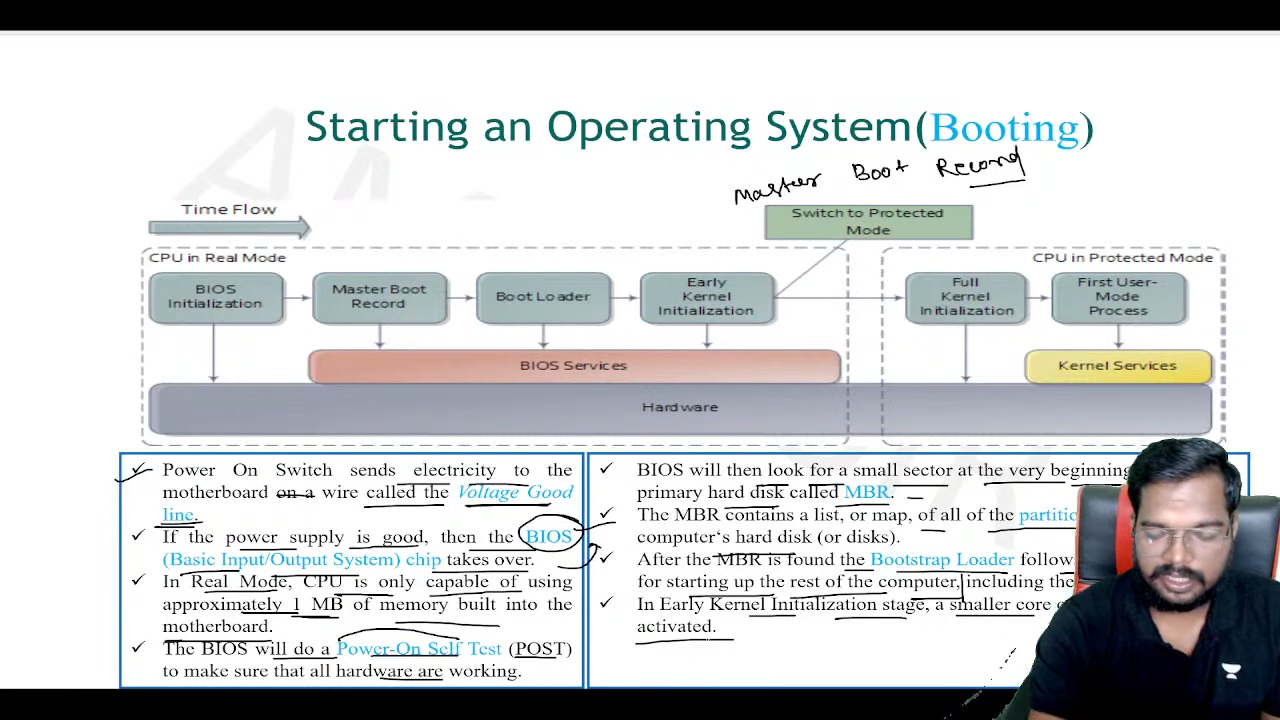 Starting an Operating System(Booting)
Master Boot Record
Time Flow
Switch to Protected
Mode
CPU in Real Mode
CPU in Protected Mode
BIOS
Initialization
Master Boot
Record
Boot Loader
Early
Kernel
Initialization
Full
Kernel
Initialization
First User-
Mode
Process
BIOS Services
Kernel Services
Hardware
✓ Power On Switch sends electricity to the
motherboard on a wire called the Voltage Good
line.
✓ If the power supply is good, then the BIOS
(Basic Input/Output System) chip takes over.
✓ In Real Mode, CPU is only capable of using
approximately 1 MB of memory built into the
motherboard.
✓ The BIOS will do a Power-On Self Test (POST)
to make sure that all hardware are working.
✓ BIOS will then look for a small sector at the very beginning
primary hard disk called MBR.
✓ The MBR contains a list, or map, of all of the
computer's hard disk (or disks).
✓ After the MBR is found the Bootstrap Loader
for starting up the rest of the computer, including the
✓ In Early Kernel Initialization stage, a smaller core
activated.